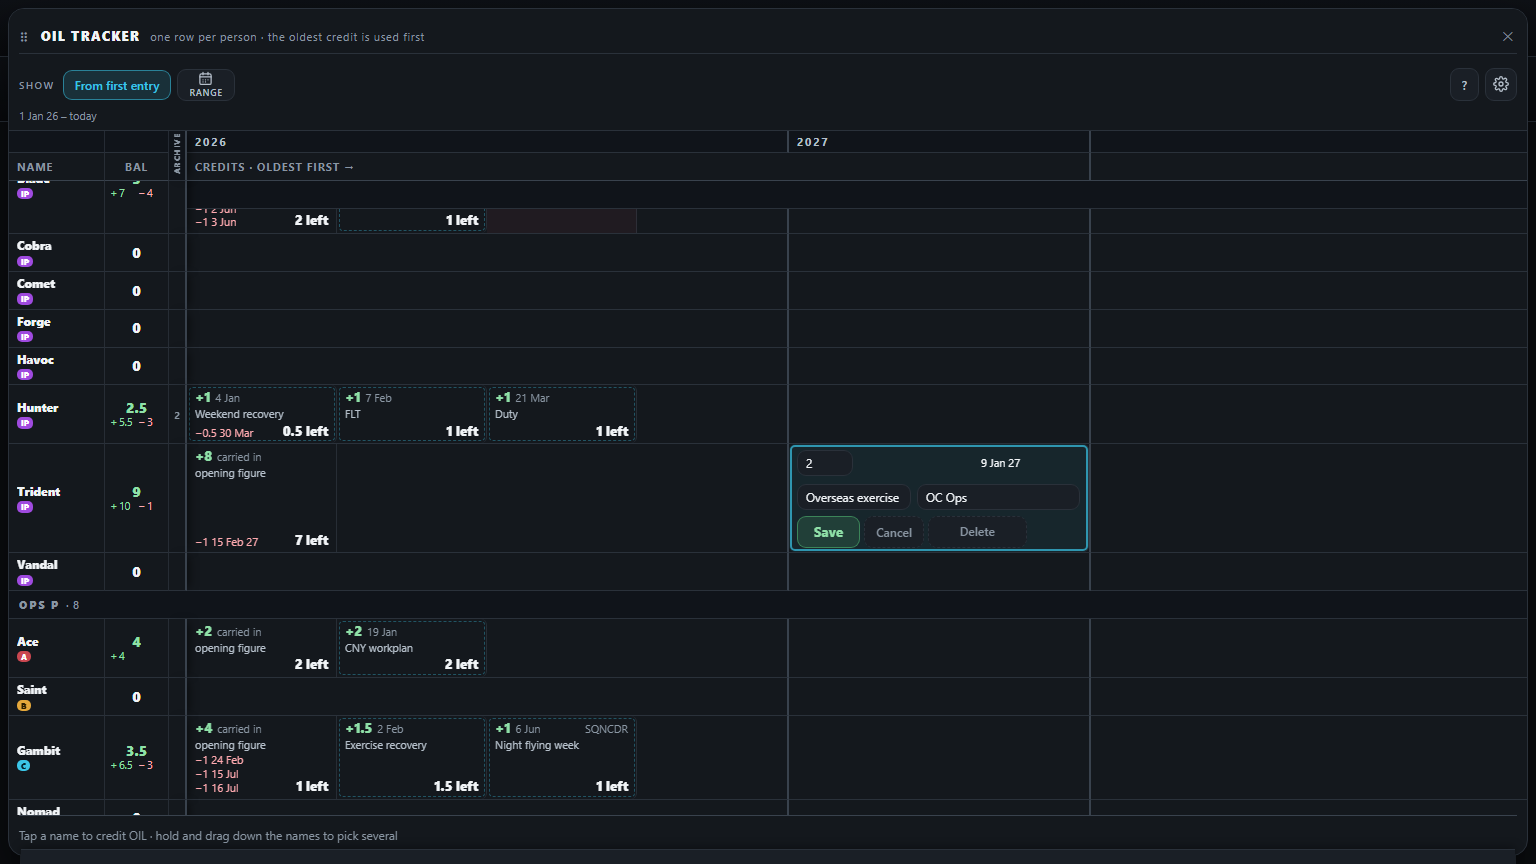 OIL TRACKER one row per person · the oldest credit is used first
SHOW From first entry RANGE ?
1 Jan 26 – today
ARCHIVE 2026 2027
NAME BAL CREDITS · OLDEST FIRST →
IP +7 −4
−1 2 Jun
−1 3 Jun 2 left 1 left
Cobra 0
IP
Comet 0
IP
Forge 0
IP
Havoc 0
IP
+1 4 Jan +1 7 Feb +1 21 Mar
Hunter 2.5 2 Weekend recovery FLT Duty
IP +5.5 −3 −0.5 30 Mar 0.5 left 1 left 1 left
+8 carried in 2 9 Jan 27
opening figure
Trident 9 Overseas exercise OC Ops
IP +10 −1
−1 15 Feb 27 7 left Save Cancel Delete
Vandal 0
IP
OPS P · 8
+2 carried in +2 19 Jan
Ace 4 opening figure CNY workplan
A +4 2 left 2 left
Saint 0
B
+4 carried in +1.5 2 Feb +1 6 Jun SQNCDR
Gambit 3.5 opening figure Exercise recovery Night flying week
C +6.5 −3 −1 24 Feb
−1 15 Jul
−1 16 Jul 1 left 1.5 left 1 left
Nomad
Tap a name to credit OIL · hold and drag down the names to pick several